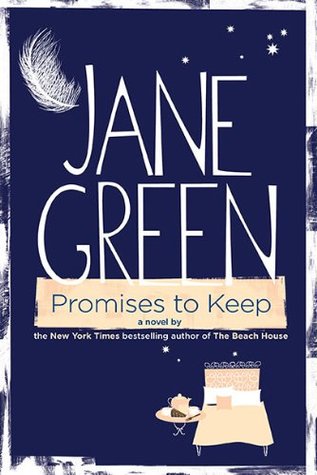 JANE
GREEN
Promises to Keep
a novel by
the New York Times bestselling author of The Beach House